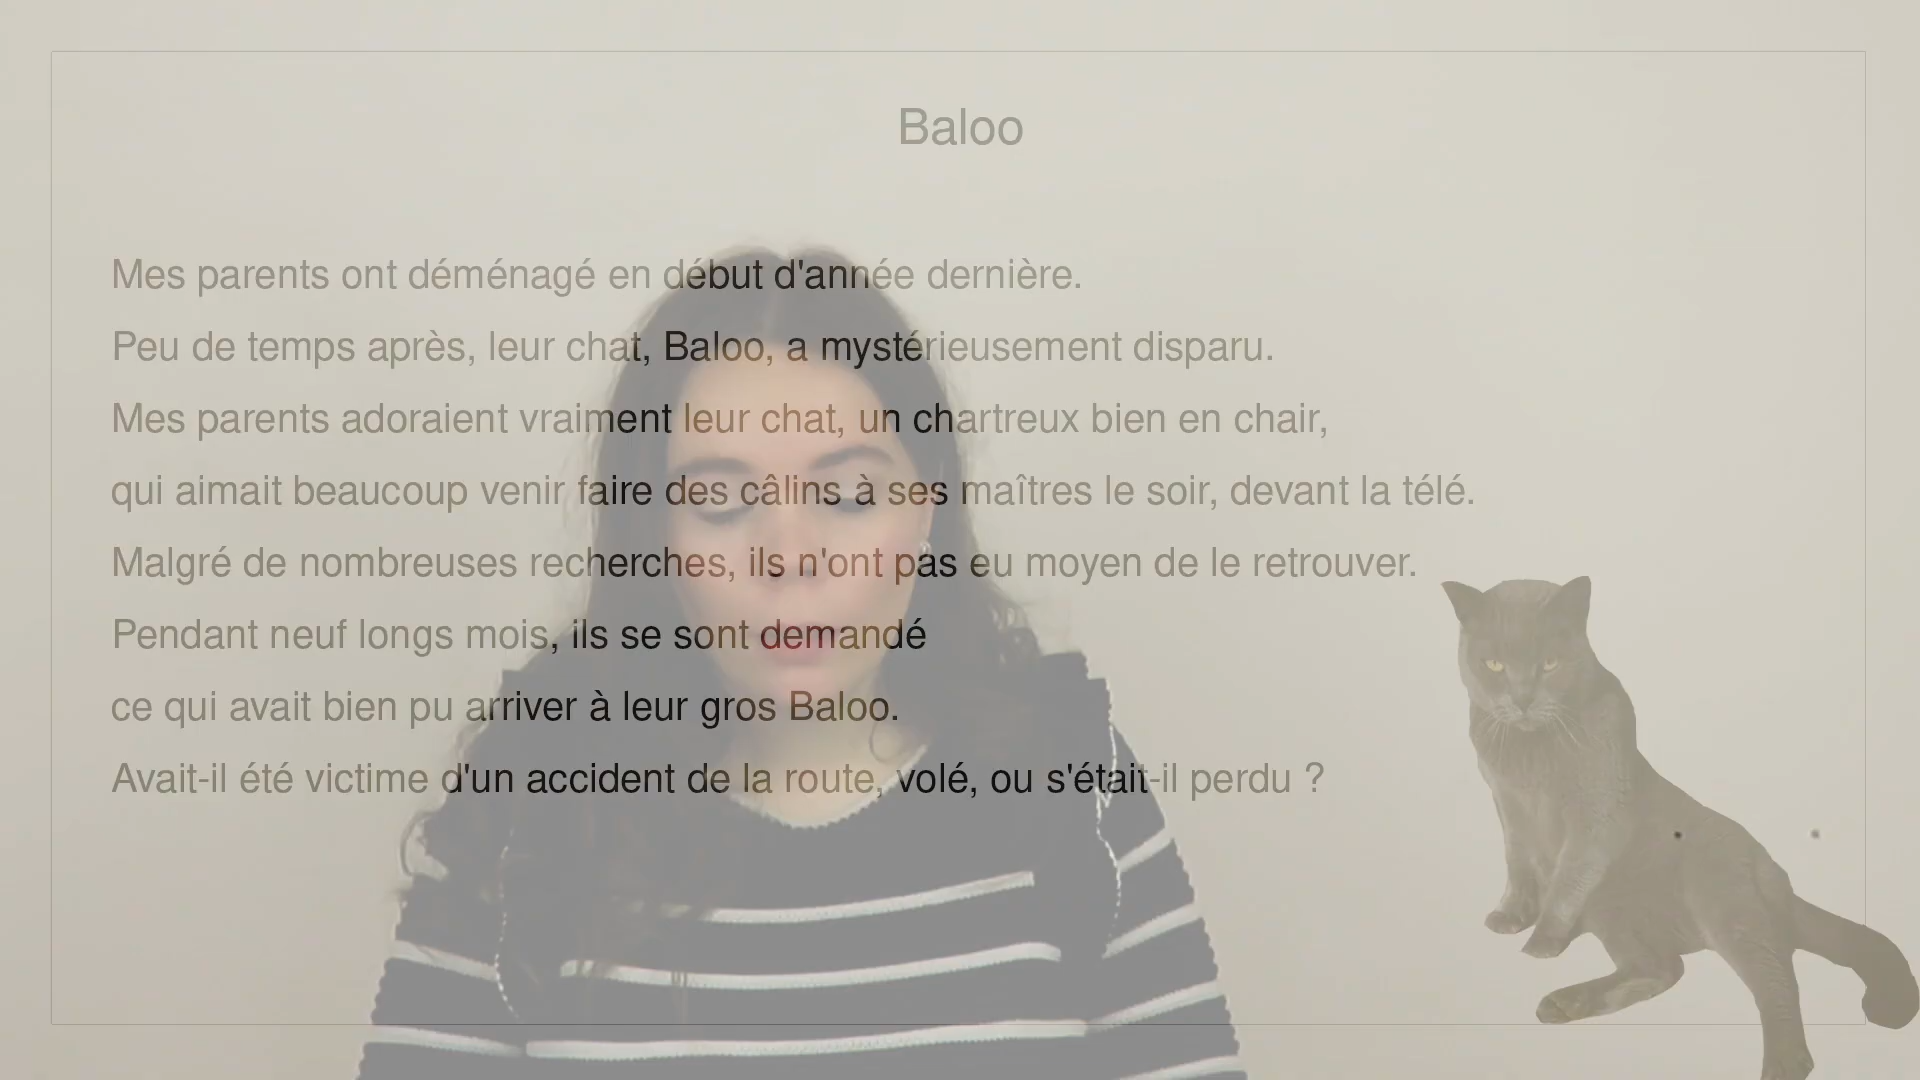 Baloo
Mes parents ont déménagé en début d'année dernière.
Peu de temps après, leur chat, Baloo, a mystérieusement disparu.
Mes parents adoraient vraiment leur chat, un chartreux bien en chair,
qui aimait beaucoup venir faire des câlins à ses maîtres le soir, devant la télé.
Malgré de nombreuses recherches, ils n'ont pas eu moyen de le retrouver.
Pendant neuf longs mois, ils se sont demandé
ce qui avait bien pu arriver à leur gros Baloo.
Avait-il été victime d'un accident de la route, volé, ou s'était-il perdu ?